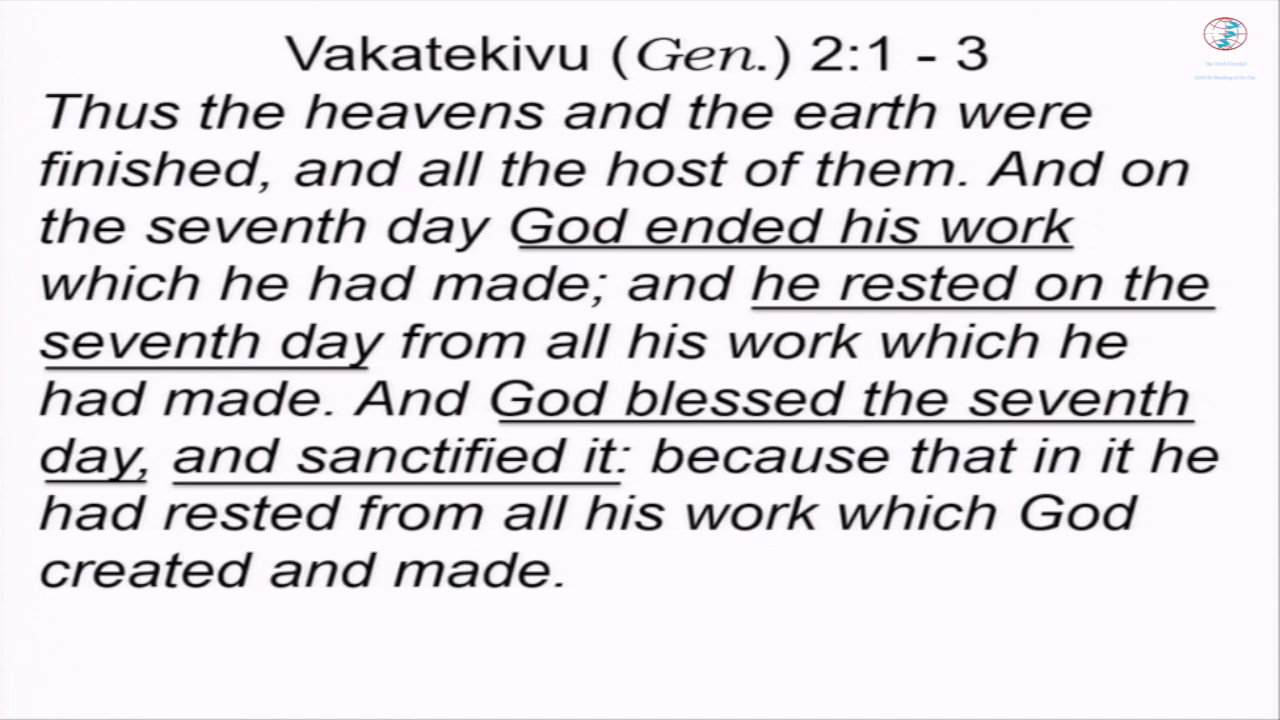 Vakatekivu (Gen.) 2:1 - 3
Thus the heavens and the earth were
finished, and all the host of them. And on
the seventh day God ended his work
which he had made; and he rested on the
seventh day from all his work which he
had made. And God blessed the seventh
day, and sanctified it: because that in it he
had rested from all his work which God
created and made.